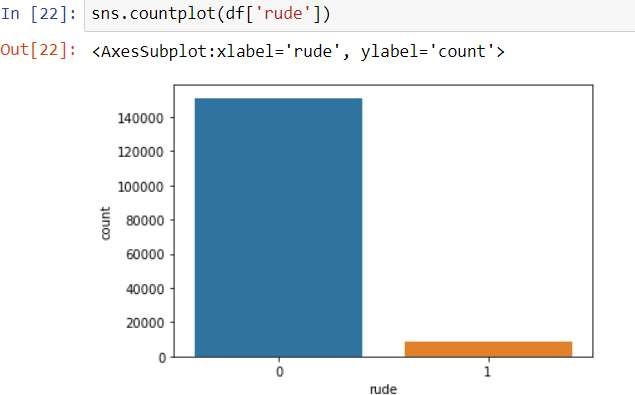 In [22]: sns.countplot(df['rude'])
Out[22]: <AxesSubplot:xlabel='rude', ylabel='count'>
140000
120000
100000
80000
60000
40000
20000
0
count
0 1
rude